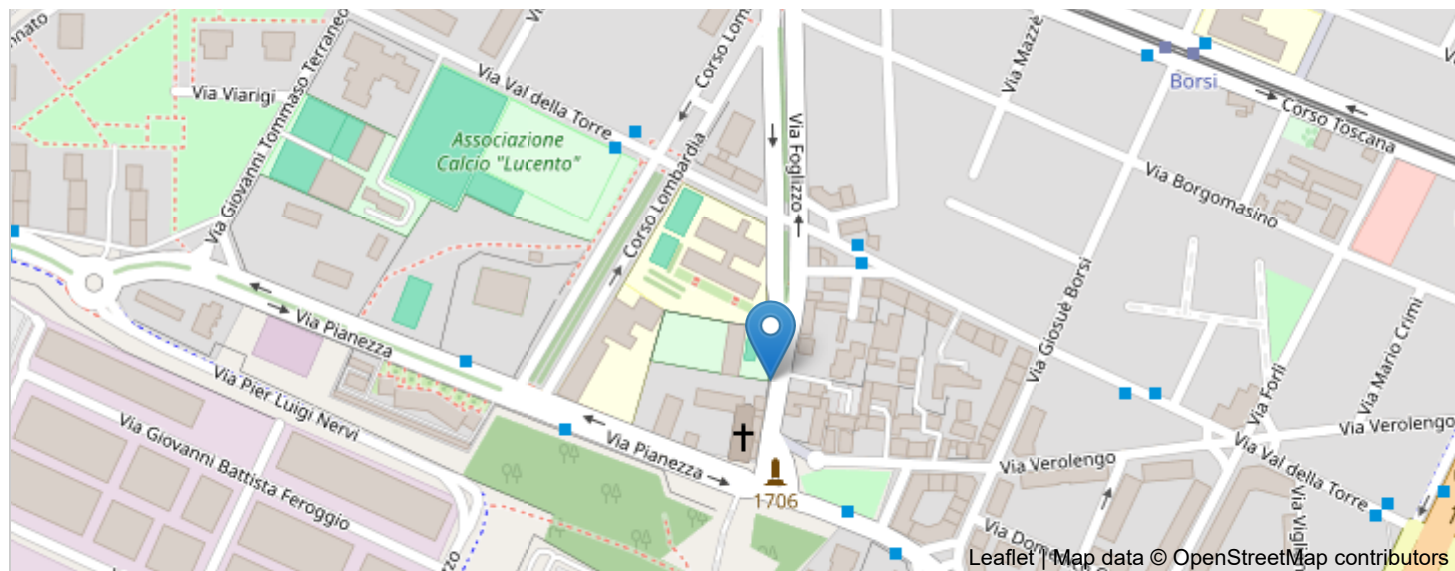 Via Viarigi
Via Giovanni Tommaso Terraneo
Via Val della Torre
Associazione
Calcio "Lucento"
Corso Lombardia
Via Foglizzo
Via Mazzè
Borsi
Corso Toscana
Via Borgomasino
Via Giosuè Borsi
Via Mario Crimi
Via Forlì
Via Pianezza
Via Pier Luigi Nervi
Via Giovanni Battista Feroggio
Via Pianezza
1706
Via Verolengo
Via Verolengo
Via Val della Torre
Leaflet | Map data © OpenStreetMap contributors